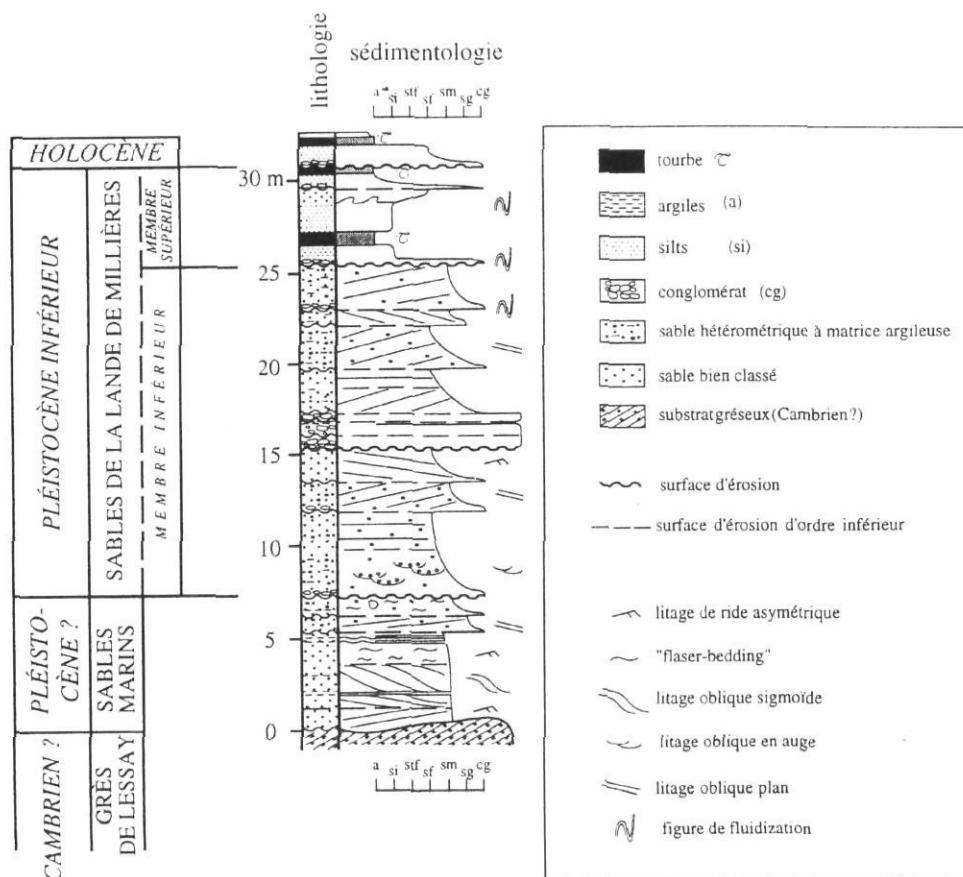 lithologie
sédimentologie
a si stf sf sm sg cg
HOLOCÈNE
PLÉISTOCÈNE INFÉRIEUR
SABLES DE LA LANDE DE MILLIÈRES
MEMBRE SUPÉRIEUR
MEMBRE INFÉRIEUR
PLÉISTO-
CÈNE ?
SABLES
MARINS
CAMBRIEN ?
GRÈS
DE LESSAY
30 m
25
20
15
10
5
0
a si stf sf sm sg cg
tourbe
argiles (a)
silts (si)
conglomérat (cg)
sable hétérométrique à matrice argileuse
sable bien classé
substrat gréseux (Cambrien ?)
surface d'érosion
surface d'érosion d'ordre inférieur
litage de ride asymétrique
"flaser-bedding"
litage oblique sigmoïde
litage oblique en auge
litage oblique plan
figure de fluidization